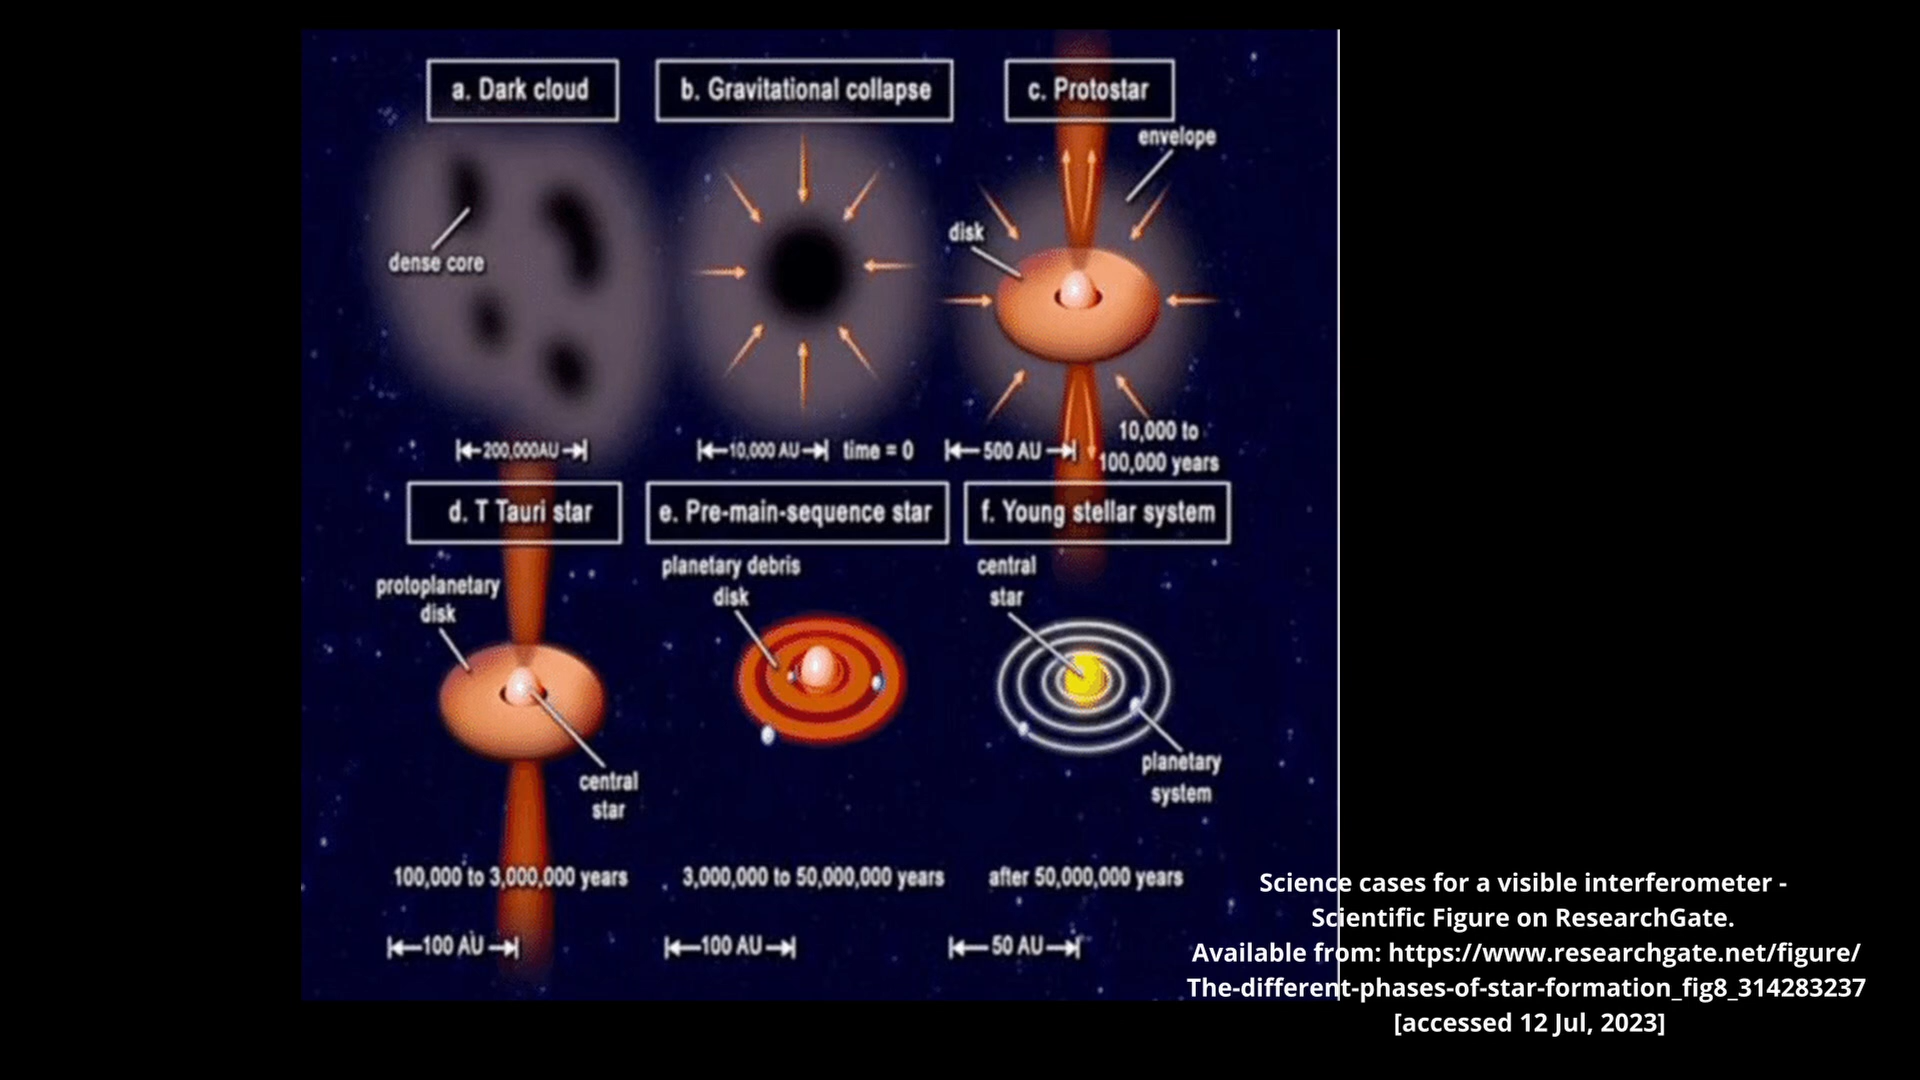 a. Dark cloud
b. Gravitational collapse
c. Protostar
envelope
disk
dense core
200,000AU
10,000 AU
time = 0
500 AU
10,000 to
100,000 years
d. T Tauri star
e. Pre-main-sequence star
f. Young stellar system
protoplanetary
disk
planetary debris
disk
central
star
central
star
planetary
system
100,000 to 3,000,000 years
3,000,000 to 50,000,000 years
after 50,000,000 years
100 AU
100 AU
50 AU
Science cases for a visible interferometer -
Scientific Figure on ResearchGate.
Available from: https://www.researchgate.net/figure/
The-different-phases-of-star-formation_fig8_314283237
[accessed 12 Jul, 2023]